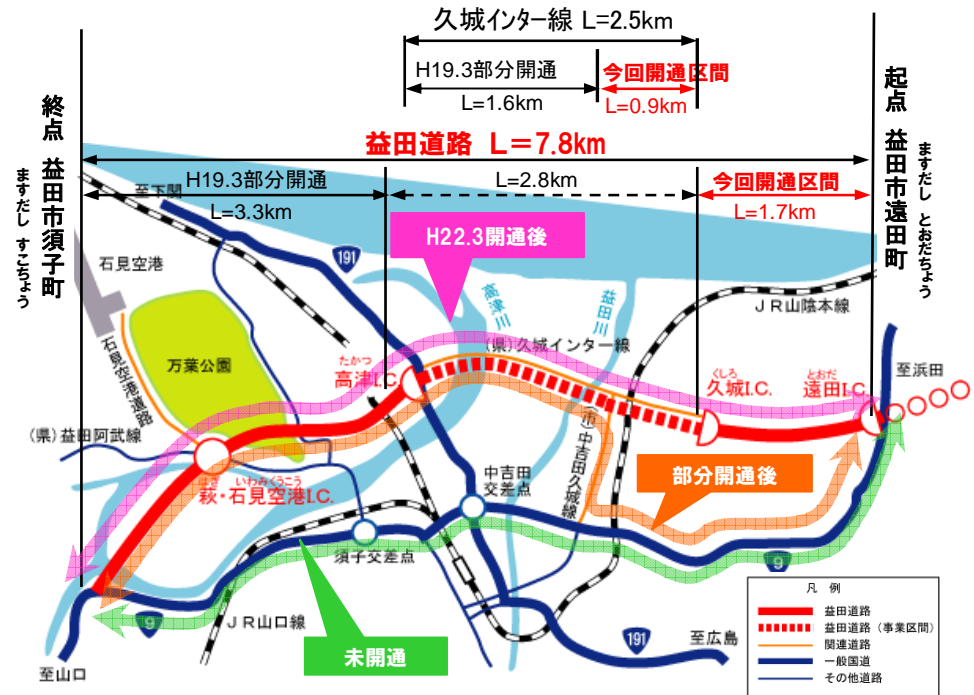 久城インター線 L=2.5km
H19.3部分開通
L=1.6km
今回開通区間
L=0.9km
終点 益田市須子町
ますだし すこちょう
起点 益田市遠田町
ますだし とおだちょう
益田道路 L=7.8km
H19.3部分開通
L=3.3km
L=2.8km
今回開通区間
L=1.7km
至下関
H22.3開通後
191
石見空港
高津川
益田川
JR山陰本線
石見空港道路
万葉公園
たかつ
高津I.C.
(県)久城インター線
くしろ
久城I.C.
とおだ
遠田I.C.
至浜田
(県)益田阿武線
(市)中吉田久城線
中吉田
交差点
部分開通後
はぎ いわみくうこう
萩・石見空港I.C.
須子交差点
9
9
JR山口線
未開通
191
至広島
至山口
凡 例
益田道路
益田道路(事業区間)
関連道路
一般国道
その他道路